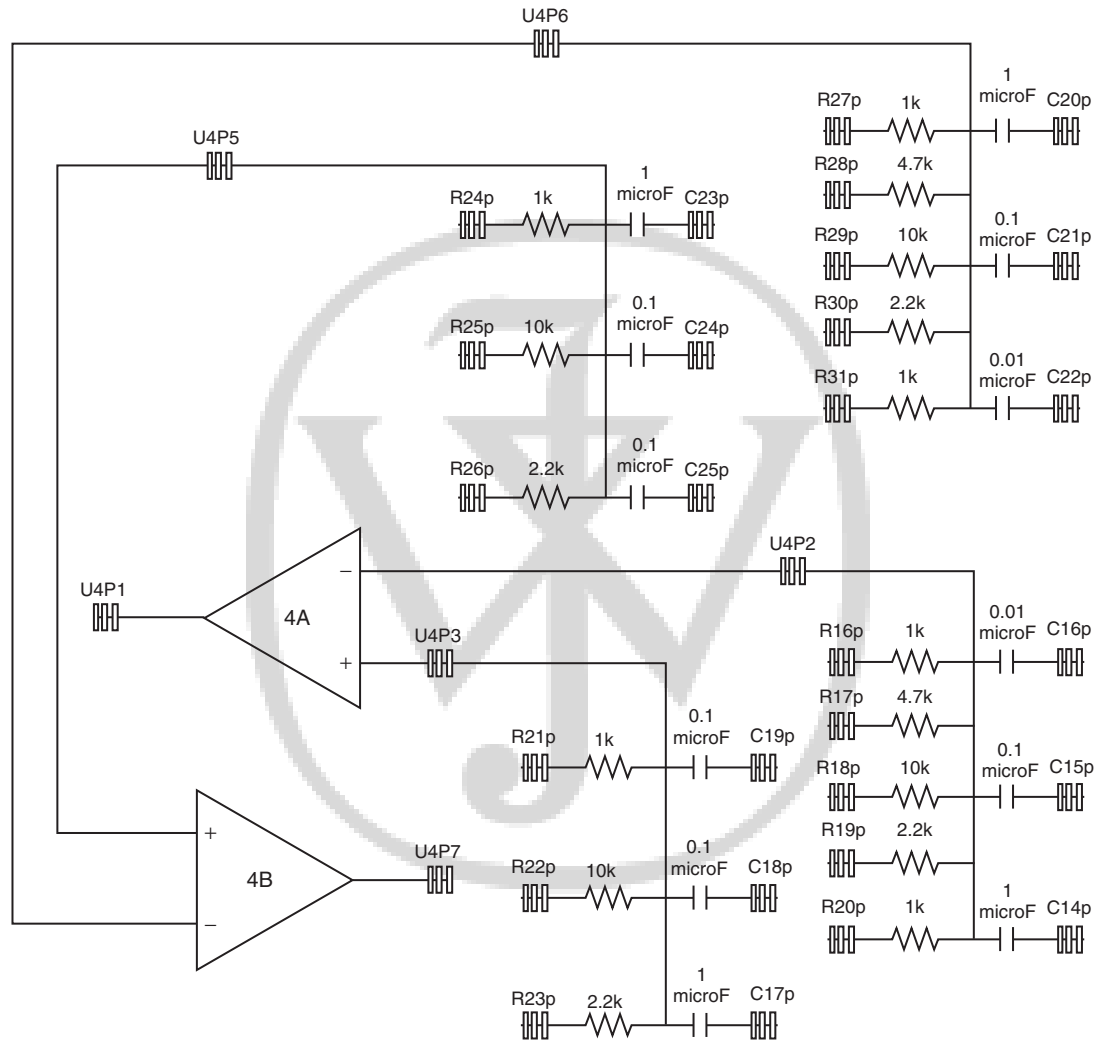 U4P6
1
microF
R27p
1k
C20p
U4P5
R28p
4.7k
1
microF
R24p
1k
C23p
R29p
10k
0.1
microF
C21p
R30p
2.2k
0.1
microF
R25p
10k
C24p
R31p
1k
0.01
microF
C22p
0.1
microF
R26p
2.2k
C25p
U4P2
−
U4P1
4A
U4P3
+
0.01
microF
R16p
1k
C16p
R17p
4.7k
0.1
microF
R21p
1k
C19p
R18p
10k
0.1
microF
C15p
R19p
2.2k
+
4B
−
U4P7
0.1
microF
R22p
10k
C18p
R20p
1k
1
microF
C14p
1
microF
R23p
2.2k
C17p